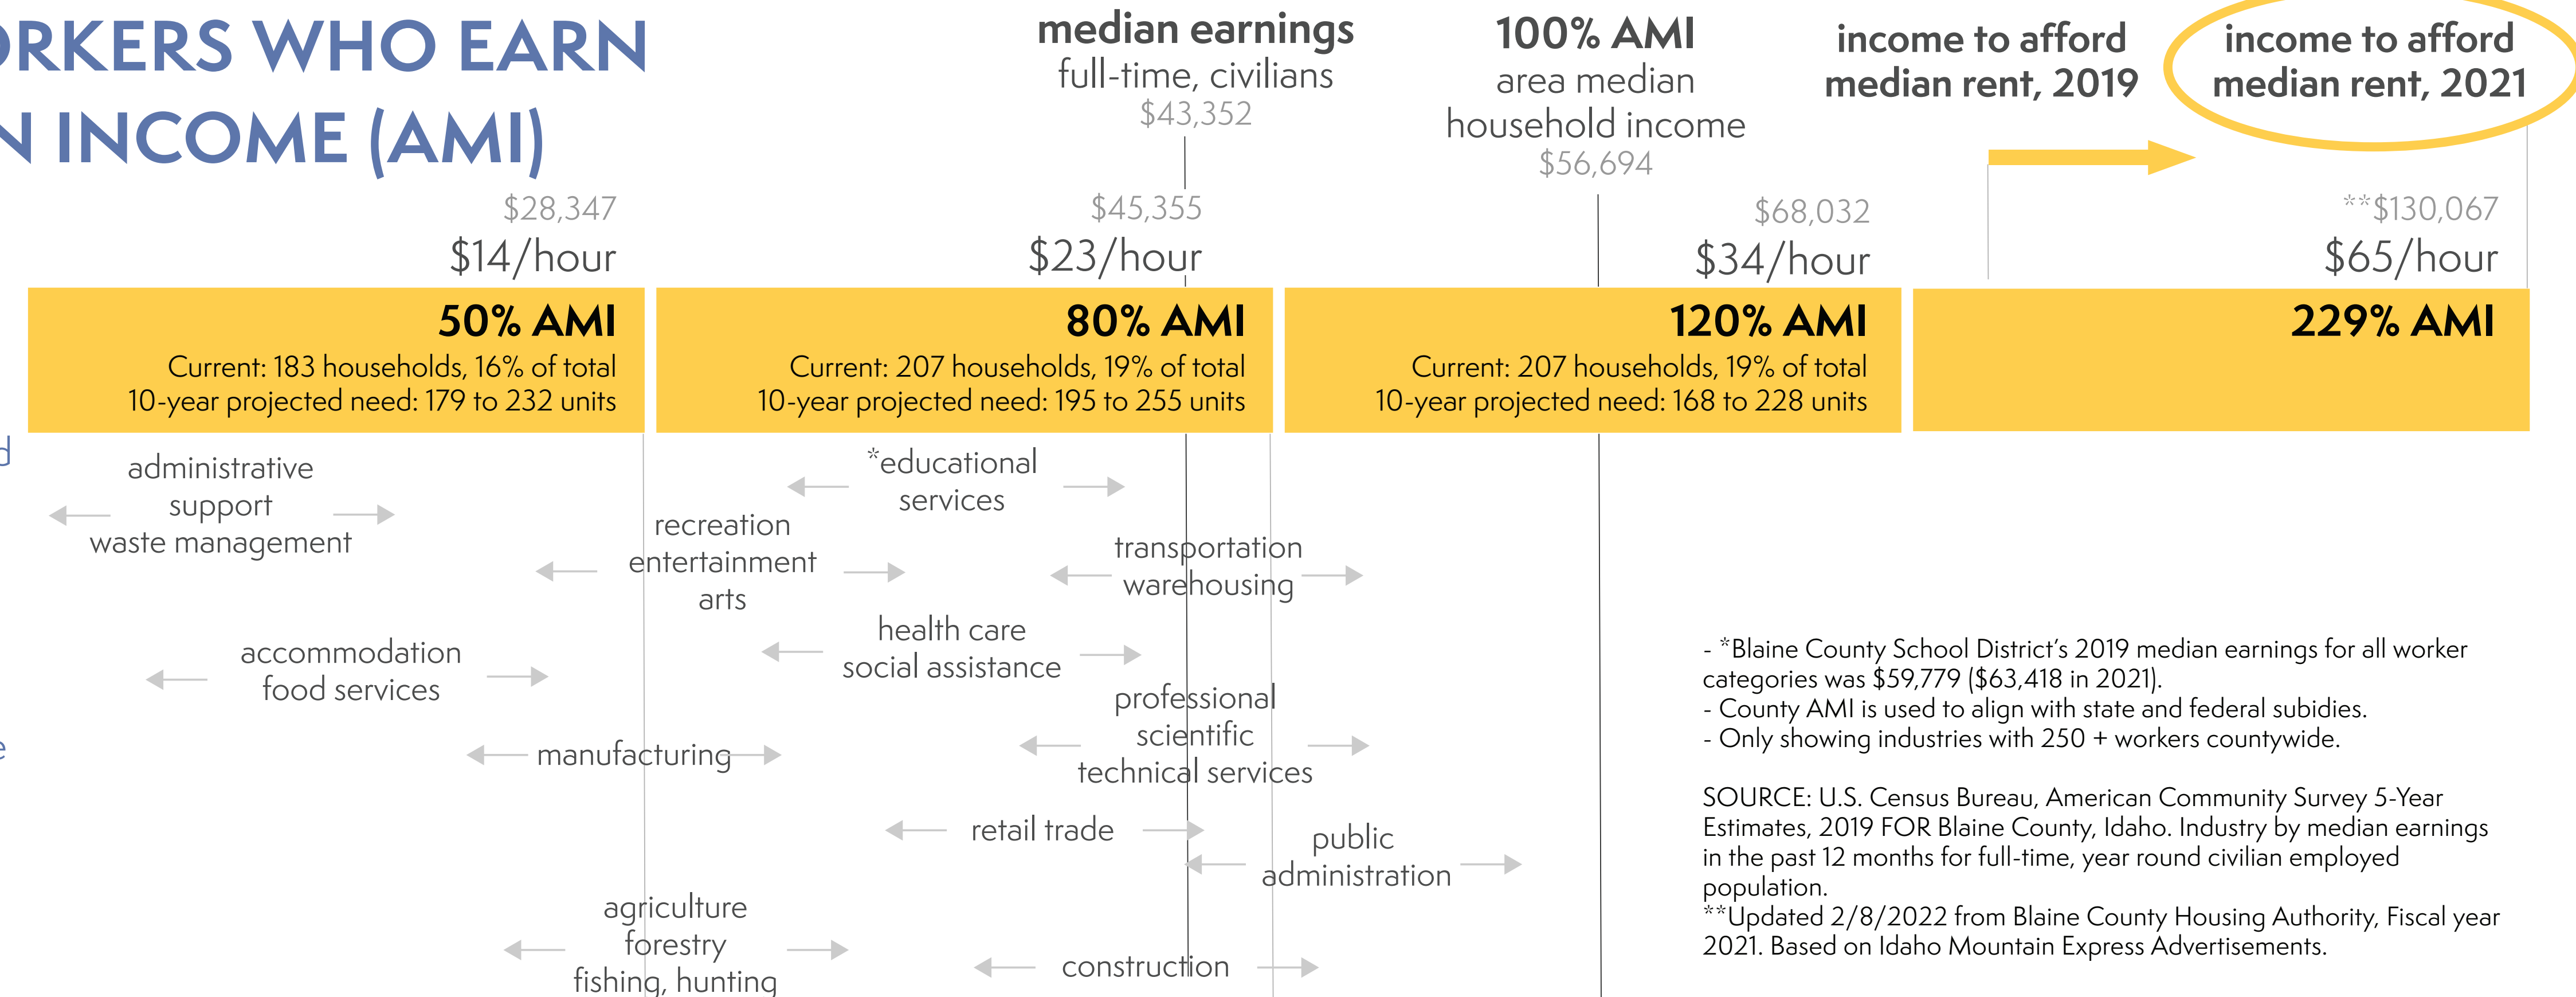 ORKERS WHO EARN
N INCOME (AMI)
median earnings
full-time, civilians
$43,352
100% AMI
area median
household income
$56,694
income to afford
median rent, 2019
income to afford
median rent, 2021
$28,347
$14/hour
$45,355
$23/hour
$68,032
$34/hour
**$130,067
$65/hour
50% AMI
Current: 183 households, 16% of total
10-year projected need: 179 to 232 units
80% AMI
Current: 207 households, 19% of total
10-year projected need: 195 to 255 units
120% AMI
Current: 207 households, 19% of total
10-year projected need: 168 to 228 units
229% AMI
d
e
administrative
support
waste management
*educational
services
recreation
entertainment
arts
transportation
warehousing
health care
social assistance
accommodation
food services
professional
scientific
technical services
manufacturing
retail trade
public
administration
agriculture
forestry
fishing, hunting
construction
- *Blaine County School District's 2019 median earnings for all worker
categories was $59,779 ($63,418 in 2021).
- County AMI is used to align with state and federal subidies.
- Only showing industries with 250 + workers countywide.
SOURCE: U.S. Census Bureau, American Community Survey 5-Year
Estimates, 2019 FOR Blaine County, Idaho. Industry by median earnings
in the past 12 months for full-time, year round civilian employed
population.
**Updated 2/8/2022 from Blaine County Housing Authority, Fiscal year
2021. Based on Idaho Mountain Express Advertisements.